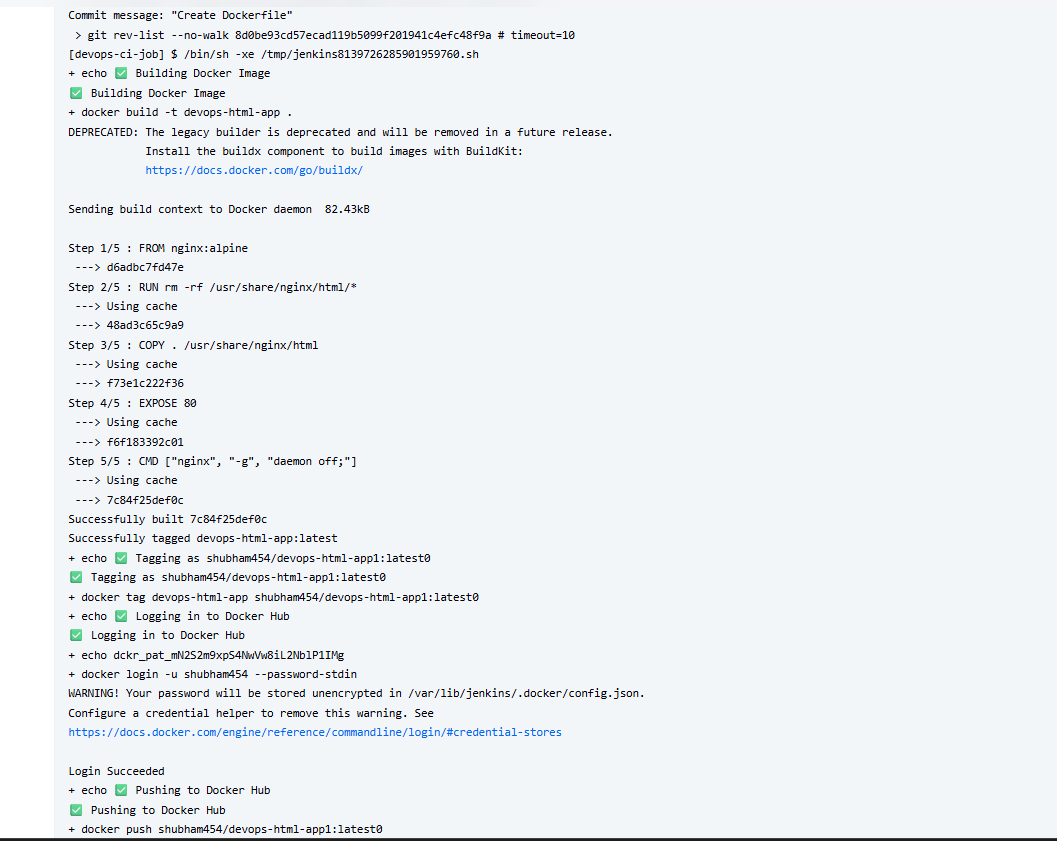 Commit message: "Create Dockerfile"
> git rev-list --no-walk 8d0be93cd57ecad119b5099f201941c4efc48f9a # timeout=10
[devops-ci-job] $ /bin/sh -xe /tmp/jenkins8139726285901959760.sh
+ echo ✅ Building Docker Image
✅ Building Docker Image
+ docker build -t devops-html-app .
DEPRECATED: The legacy builder is deprecated and will be removed in a future release.
Install the buildx component to build images with BuildKit:
https://docs.docker.com/go/buildx/
Sending build context to Docker daemon  82.43kB
Step 1/5 : FROM nginx:alpine
---> d6adbc7fd47e
Step 2/5 : RUN rm -rf /usr/share/nginx/html/*
---> Using cache
---> 48ad3c65c9a9
Step 3/5 : COPY . /usr/share/nginx/html
---> Using cache
---> f73e1c222f36
Step 4/5 : EXPOSE 80
---> Using cache
---> f6f183392c01
Step 5/5 : CMD ["nginx", "-g", "daemon off;"]
---> Using cache
---> 7c84f25def0c
Successfully built 7c84f25def0c
Successfully tagged devops-html-app:latest
+ echo ✅ Tagging as shubham454/devops-html-app1:latest0
✅ Tagging as shubham454/devops-html-app1:latest0
+ docker tag devops-html-app shubham454/devops-html-app1:latest0
+ echo ✅ Logging in to Docker Hub
✅ Logging in to Docker Hub
+ echo dckr_pat_mN2S2m9xpS4NwVw8iL2NblP1IMg
+ docker login -u shubham454 --password-stdin
WARNING! Your password will be stored unencrypted in /var/lib/jenkins/.docker/config.json.
Configure a credential helper to remove this warning. See
https://docs.docker.com/engine/reference/commandline/login/#credential-stores
Login Succeeded
+ echo ✅ Pushing to Docker Hub
✅ Pushing to Docker Hub
+ docker push shubham454/devops-html-app1:latest0